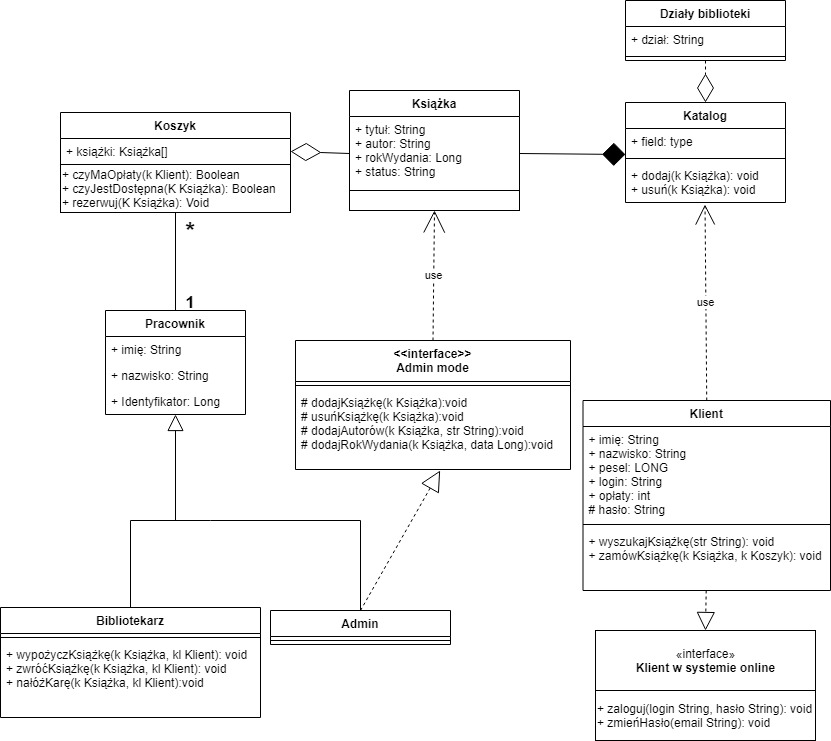 Działy biblioteki
+ dział: String
Koszyk
+ książki: Książka[]
+ czyMaOpłaty(k Klient): Boolean
+ czyJestDostępna(K Książka): Boolean
+ rezerwuj(K Książka): Void
Książka
+ tytuł: String
+ autor: String
+ rokWydania: Long
+ status: String
Katalog
+ field: type
+ dodaj(k Książka): void
+ usuń(k Książka): void
*
1
use
use
Pracownik
+ imię: String
+ nazwisko: String
+ Identyfikator: Long
<<interface>>
Admin mode
# dodajKsiążkę(k Książka):void
# usuńKsiążkę(k Książka):void
# dodajAutorów(k Książka, str String):void
# dodajRokWydania(k Książka, data Long):void
Klient
+ imię: String
+ nazwisko: String
+ pesel: LONG
+ login: String
+ opłaty: int
# hasło: String
+ wyszukajKsiążkę(str String): void
+ zamówKsiążkę(k Książka, k Koszyk): void
Bibliotekarz
+ wypożyczKsiążkę(k Książka, kl Klient): void
+ zwróćKsiążkę(k Książka, kl Klient): void
+ nałóżKarę(k Książka, kl Klient):void
Admin
«interface»
Klient w systemie online
+ zaloguj(login String, hasło String): void
+ zmieńHasło(email String): void